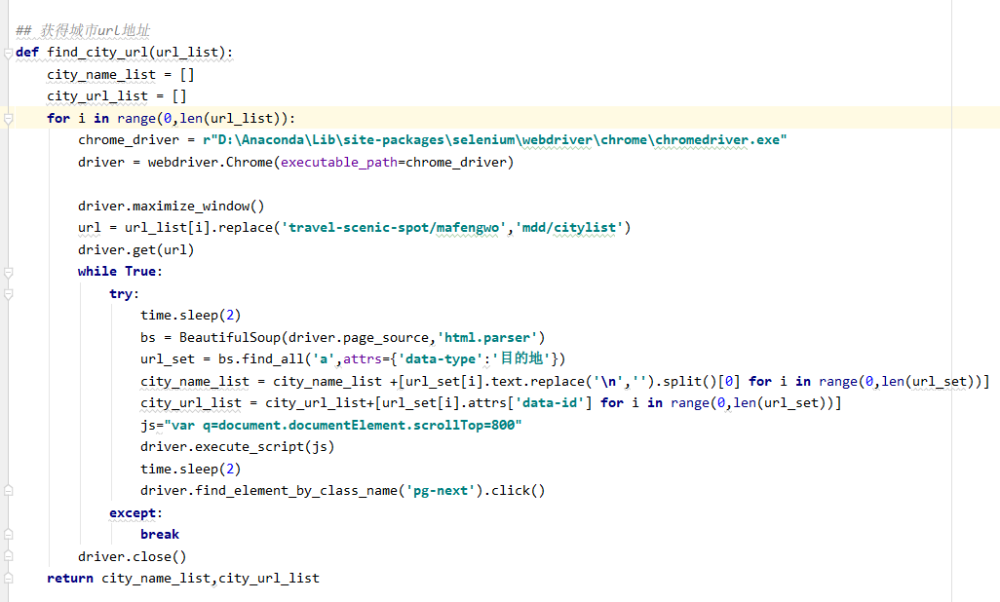 ## 获得城市url地址
def find_city_url(url_list):
    city_name_list = []
    city_url_list = []
    for i in range(0,len(url_list)):
        chrome_driver = r"D:\Anaconda\Lib\site-packages\selenium\webdriver\chrome\chromedriver.exe"
        driver = webdriver.Chrome(executable_path=chrome_driver)
        driver.maximize_window()
        url = url_list[i].replace('travel-scenic-spot/mafengwo','mdd/citylist')
        driver.get(url)
        while True:
            try:
                time.sleep(2)
                bs = BeautifulSoup(driver.page_source,'html.parser')
                url_set = bs.find_all('a',attrs={'data-type':'目的地'})
                city_name_list = city_name_list +[url_set[i].text.replace('\n','').split()[0] for i in range(0,len(url_set))]
                city_url_list = city_url_list+[url_set[i].attrs['data-id'] for i in range(0,len(url_set))]
                js="var q=document.documentElement.scrollTop=800"
                driver.execute_script(js)
                time.sleep(2)
                driver.find_element_by_class_name('pg-next').click()
            except:
                break
        driver.close()
    return city_name_list,city_url_list